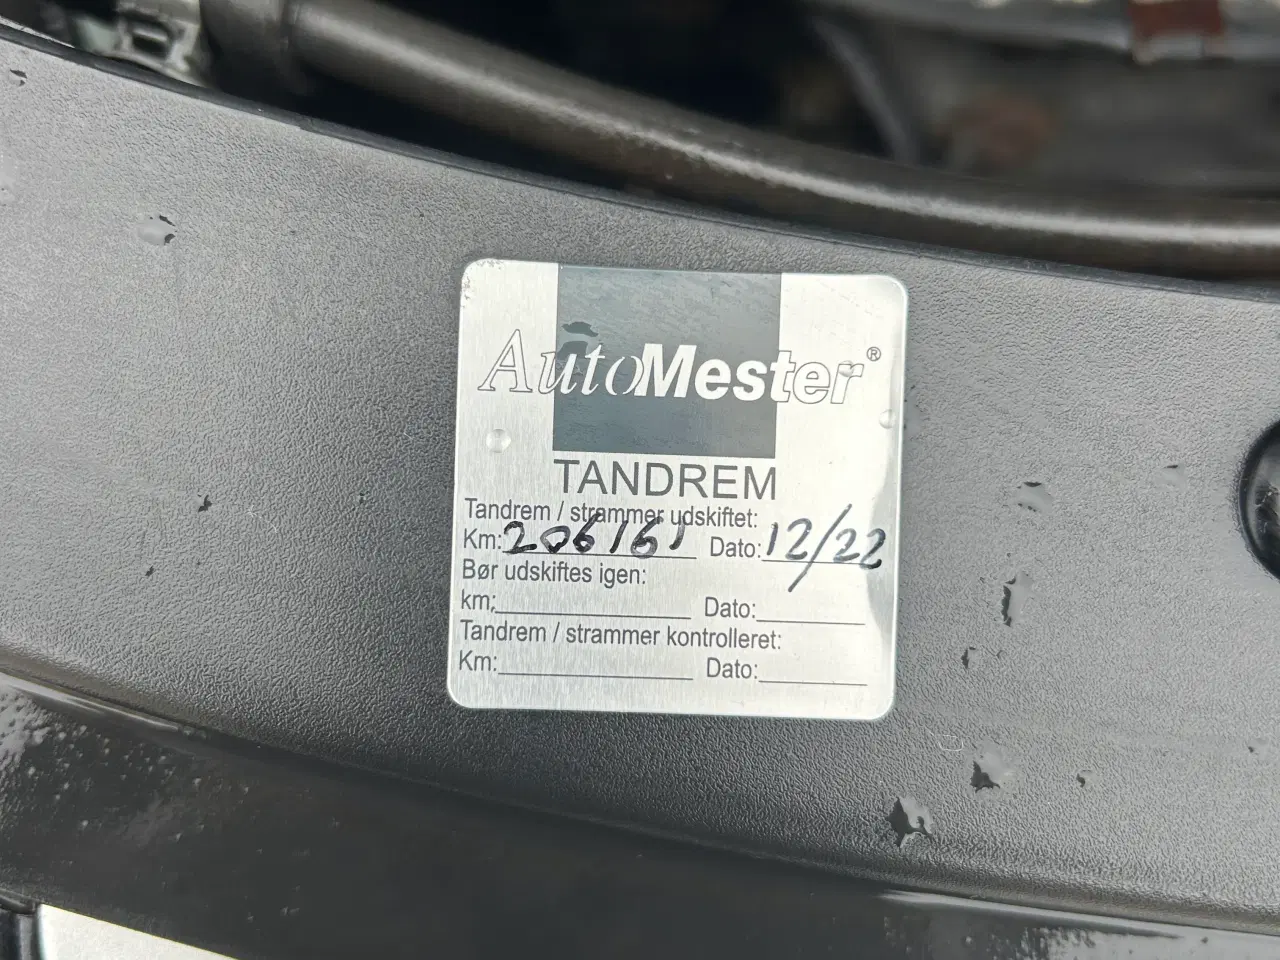 AutoMester®
TANDREM
Tandrem / strammer udskiftet:
Km: 206161 Dato: 12/22
Bør udskiftes igen:
km: Dato:
Tandrem / strammer kontrolleret:
Km: Dato: